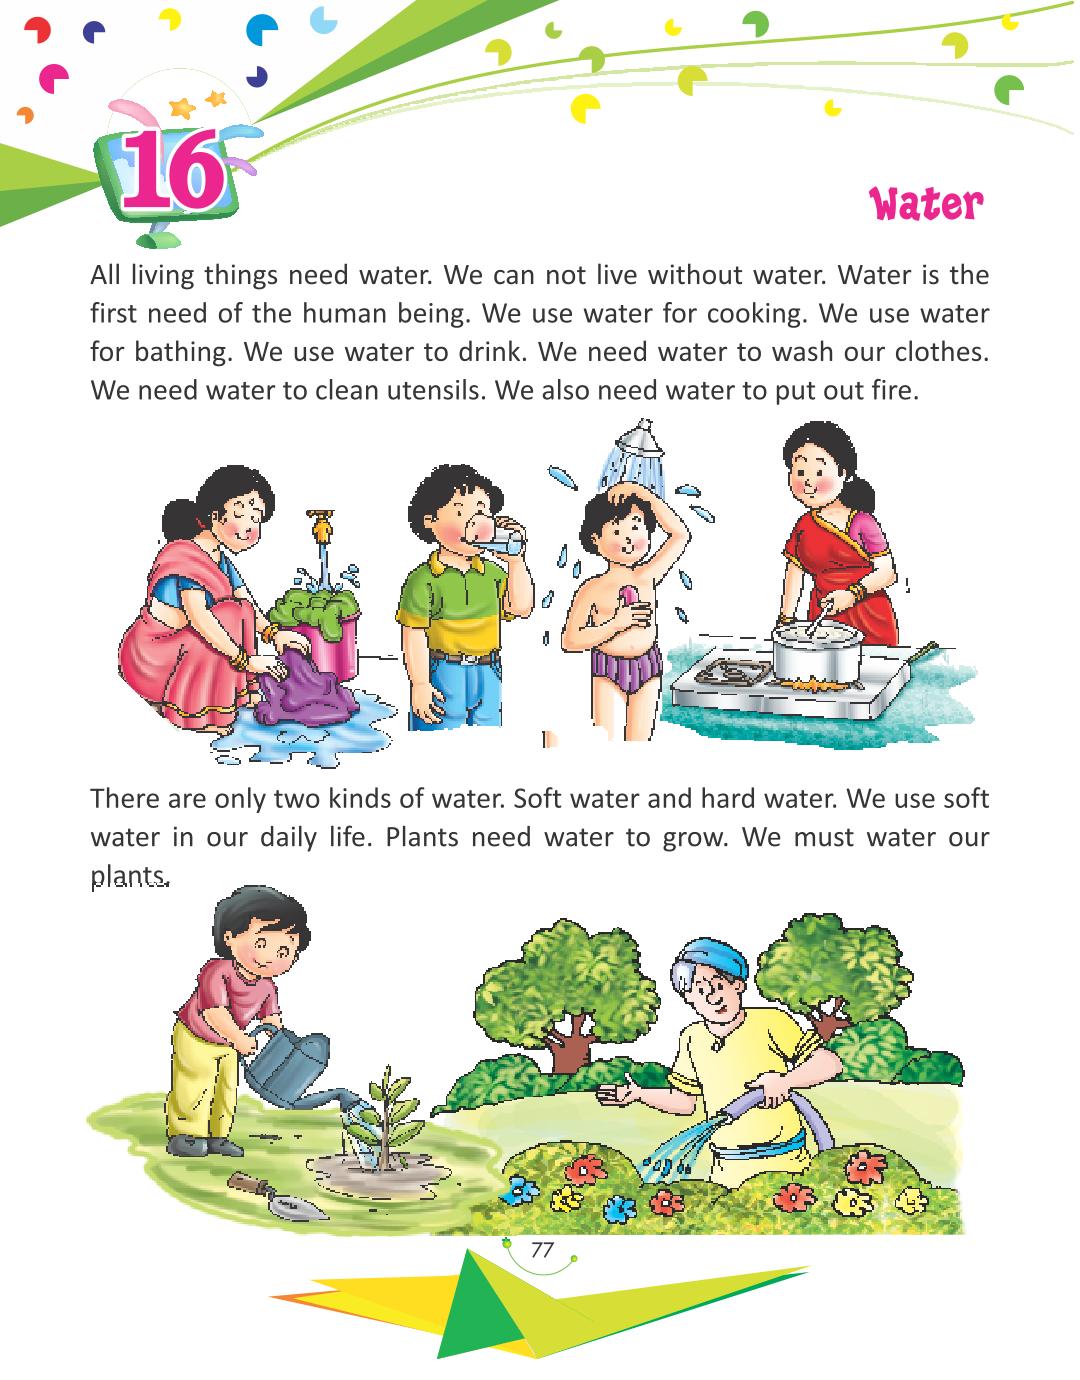 16
Water
All living things need water. We can not live without water. Water is the
first need of the human being. We use water for cooking. We use water
for bathing. We use water to drink. We need water to wash our clothes.
We need water to clean utensils. We also need water to put out fire.
There are only two kinds of water. Soft water and hard water. We use soft
water in our daily life. Plants need water to grow. We must water our
plants.
77